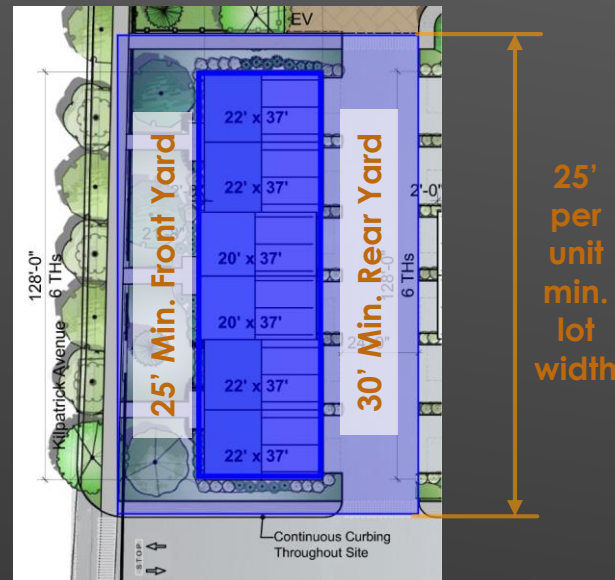 EV
22' x 37'
22' x 37'
20' x 37'
20' x 37'
22' x 37'
22' x 37'
25' Min. Front Yard
30' Min. Rear Yard
128'-0"
6 THs
Kilpatrick Avenue
2'-0"
128'-0"
6 THs
Continuous Curbing
Throughout Site
STOP
25'
per
unit
min.
lot
width